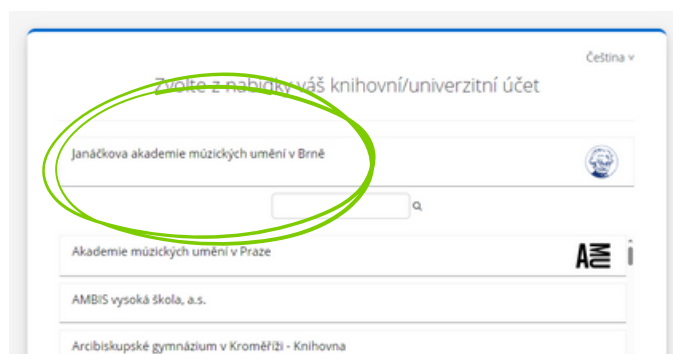 Čeština v
Zvolte z nabídky váš knihovní/univerzitní účet
Janáčkova akademie múzických umění v Brně
Akademie múzických umění v Praze
AMU
AMBIS vysoká škola, a.s.
Arcibiskupské gymnázium v Kroměříži - Knihovna